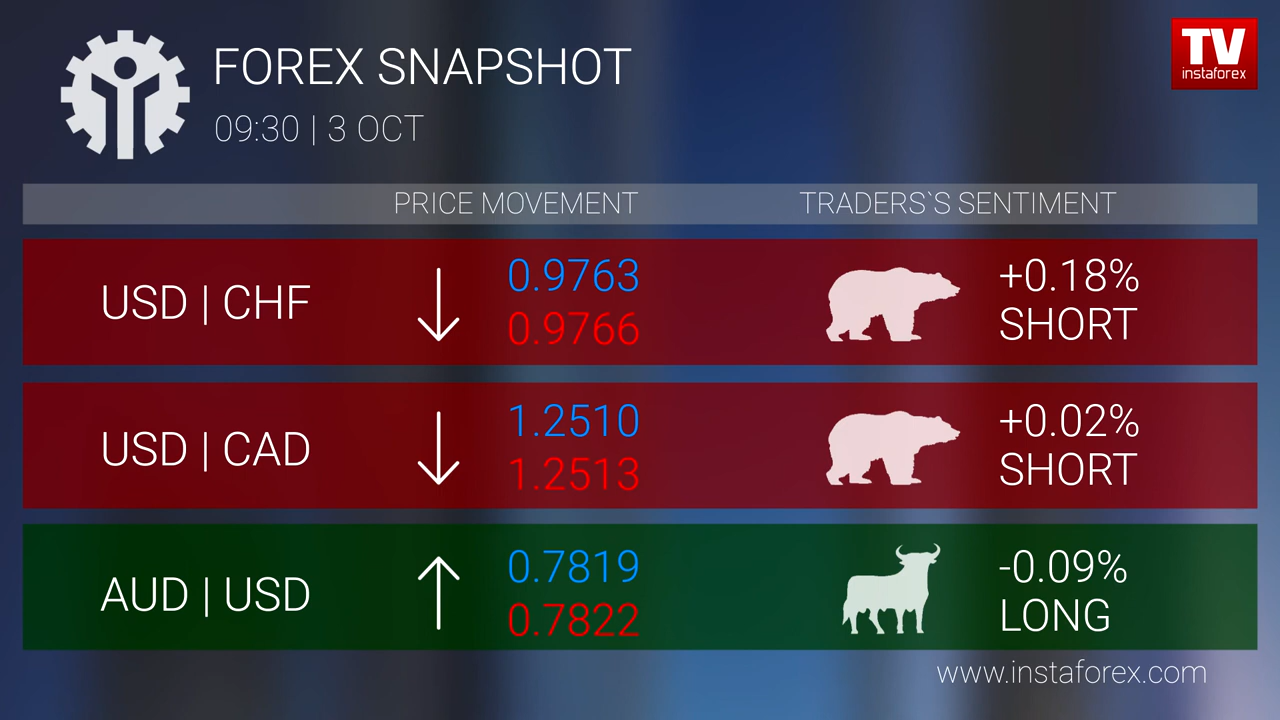 FOREX SNAPSHOT
09:30 | 3 OCT
TV
instaforex
PRICE MOVEMENT TRADERS`S SENTIMENT
USD | CHF
0.9763
0.9766
+0.18%
SHORT
USD | CAD
1.2510
1.2513
+0.02%
SHORT
AUD | USD
0.7819
0.7822
-0.09%
LONG
www.instaforex.com